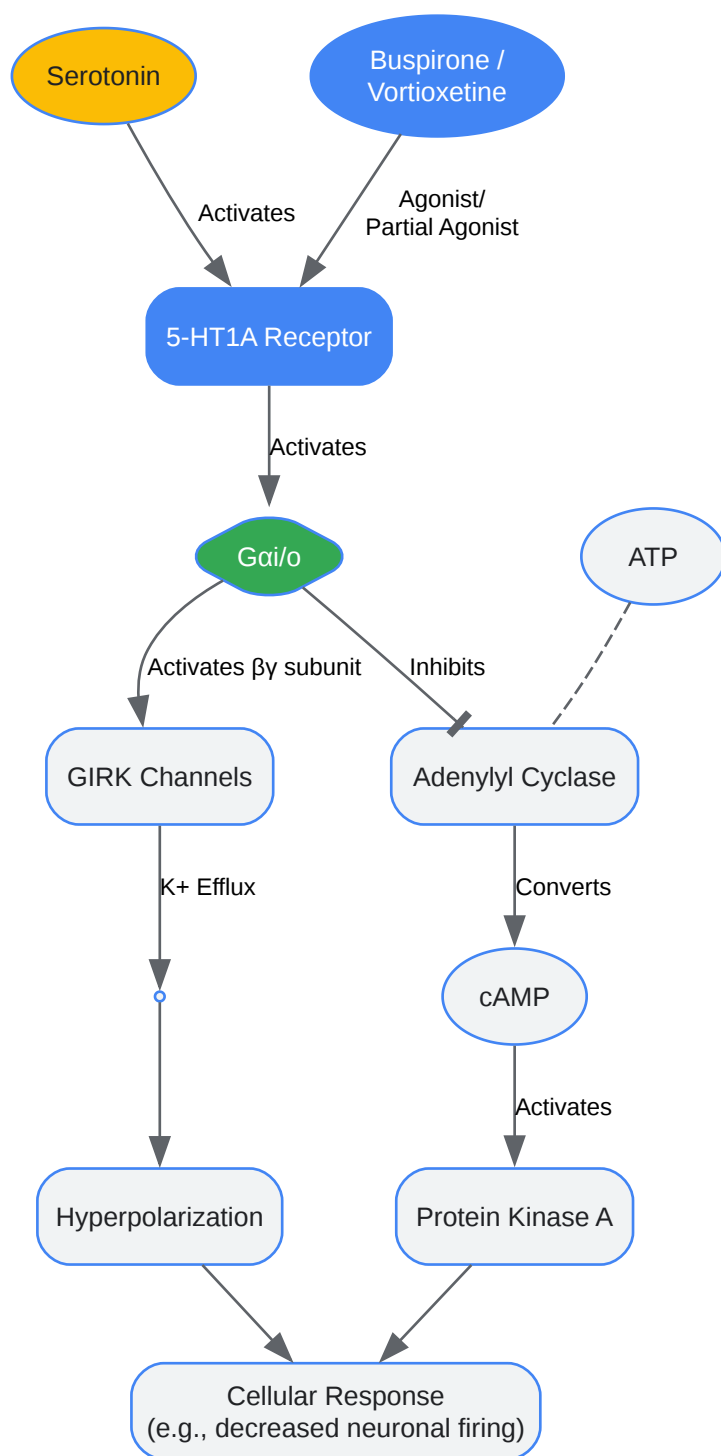 Serotonin
Buspirone /
Vortioxetine
Activates
Agonist/
Partial Agonist
5-HT1A Receptor
Activates
Gαi/o
ATP
Activates βγ subunit
Inhibits
GIRK Channels
Adenylyl Cyclase
K+ Efflux
Converts
cAMP
Activates
Hyperpolarization
Protein Kinase A
Cellular Response
(e.g., decreased neuronal firing)